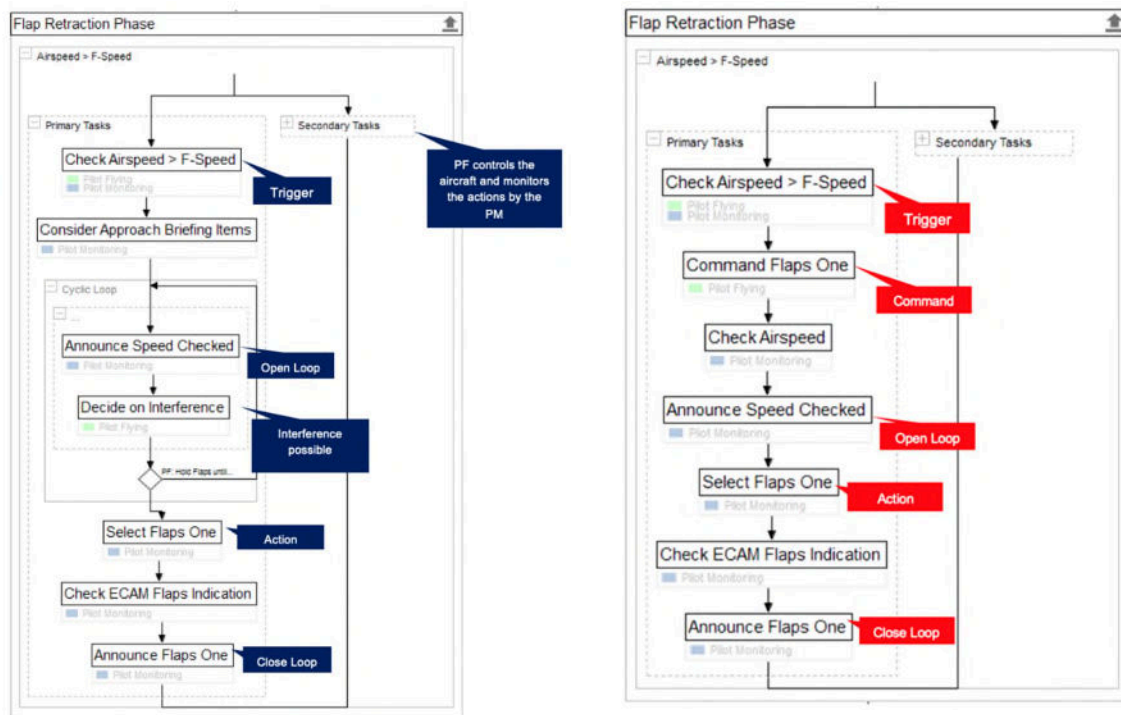 Flap Retraction Phase
Airspeed > F-Speed
Primary Tasks
Secondary Tasks
Check Airspeed > F-Speed
Pilot Flying
Pilot Monitoring
Trigger
PF controls the
aircraft and monitors
the actions by the
PM
Consider Approach Briefing Items
Pilot Monitoring
Cyclic Loop
...
Announce Speed Checked
Pilot Monitoring
Open Loop
Decide on Interference
Pilot Flying
Interference
possible
PF: Hold Flaps until...
Select Flaps One
Pilot Monitoring
Action
Check ECAM Flaps Indication
Pilot Monitoring
Announce Flaps One
Pilot Monitoring
Close Loop
Flap Retraction Phase
Airspeed > F-Speed
Primary Tasks
Secondary Tasks
Check Airspeed > F-Speed
Pilot Flying
Pilot Monitoring
Trigger
Command Flaps One
Pilot Flying
Command
Check Airspeed
Pilot Monitoring
Announce Speed Checked
Pilot Monitoring
Open Loop
Select Flaps One
Pilot Monitoring
Action
Check ECAM Flaps Indication
Pilot Monitoring
Announce Flaps One
Pilot Monitoring
Close Loop